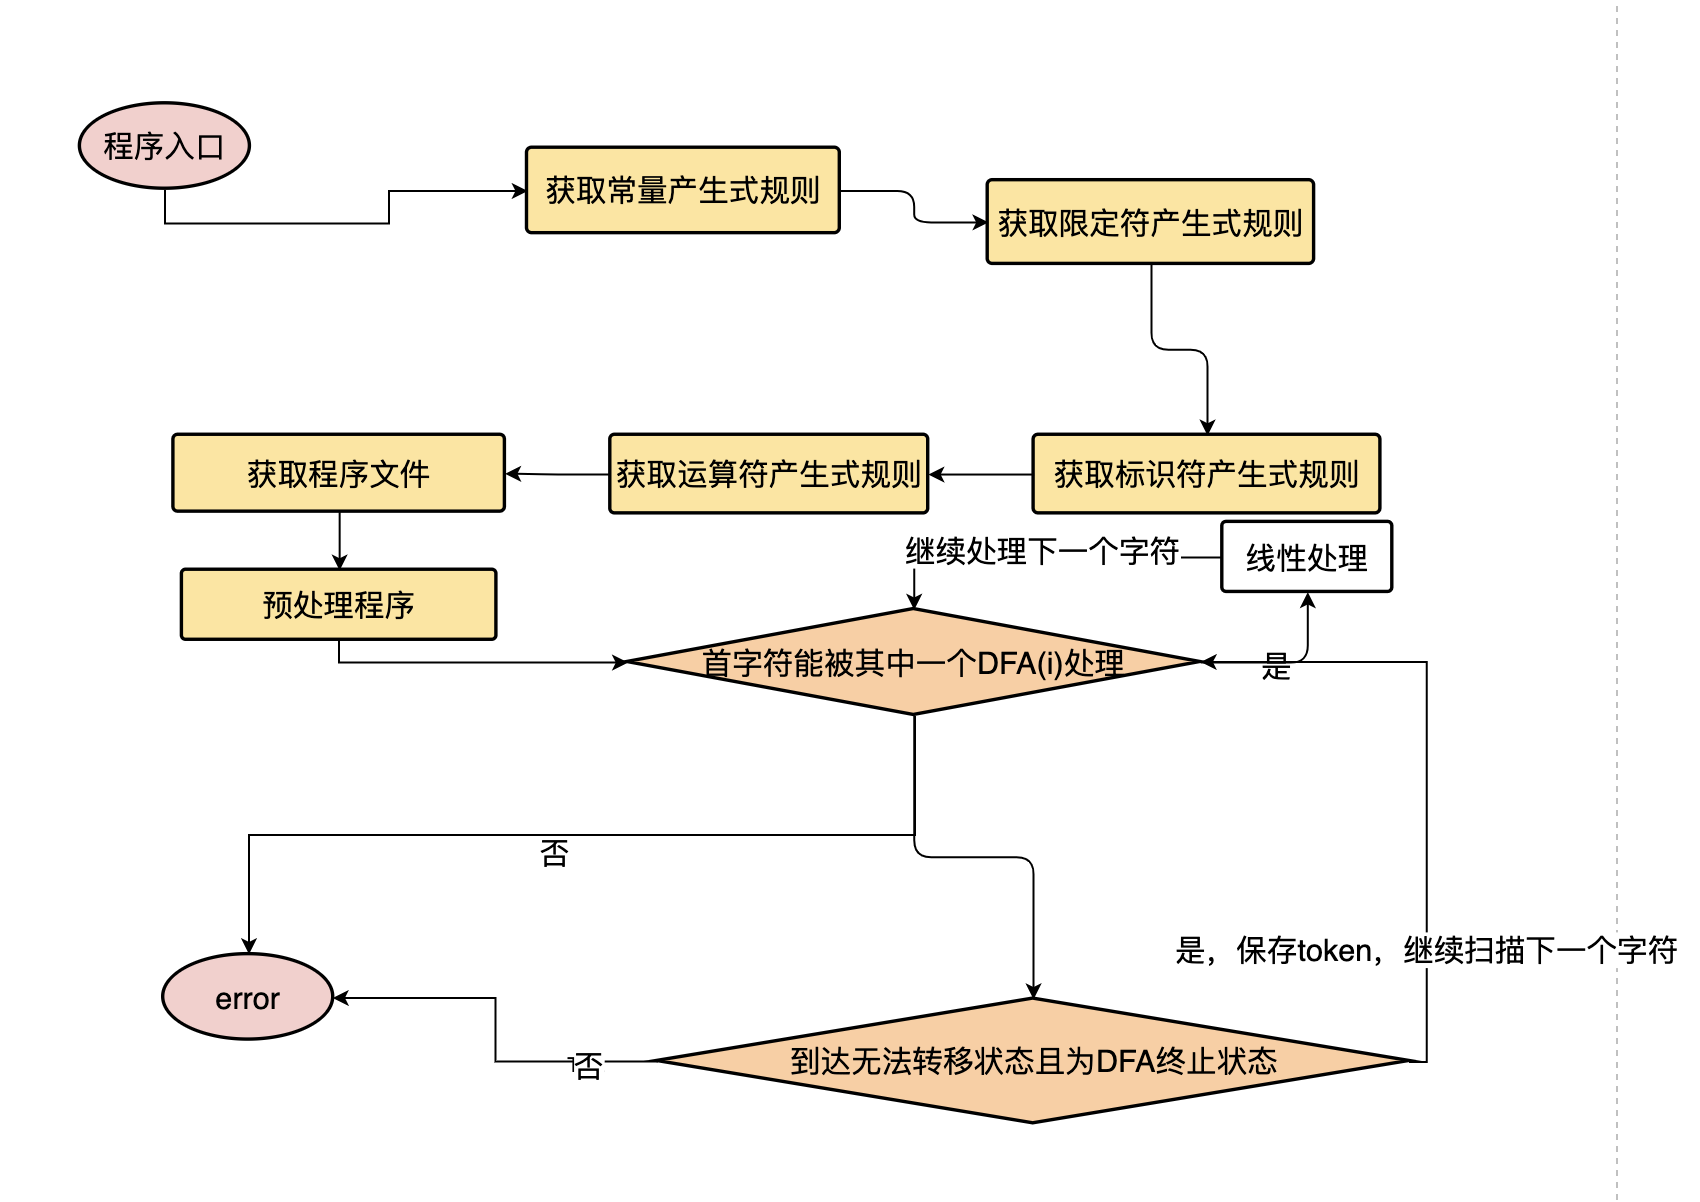 程序入口
获取常量产生式规则
获取限定符产生式规则
获取程序文件
获取运算符产生式规则
获取标识符产生式规则
继续处理下一个字符
线性处理
预处理程序
首字符能被其中一个DFA(i)处理
是
否
是，保存token，继续扫描下一个字符
error
到达无法转移状态且为DFA终止状态
否